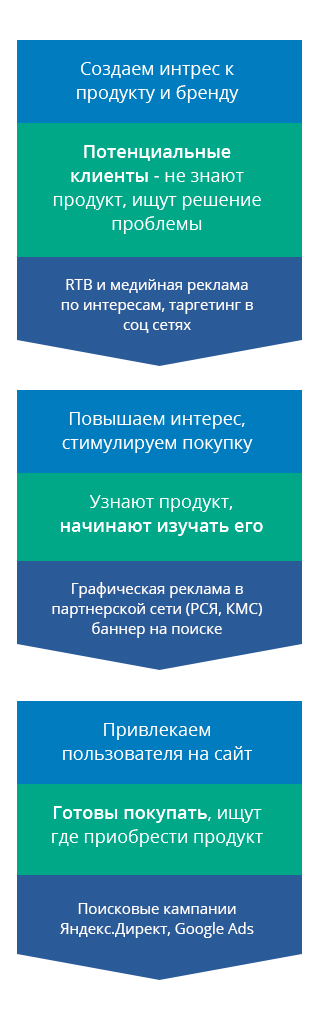 Создаем интрес к
продукту и бренду
Потенциальные
клиенты - не знают
продукт, ищут решение
проблемы
RTB и медийная реклама
по интересам, таргетинг в
соц сетях
Повышаем интерес,
стимулируем покупку
Узнают продукт,
начинают изучать его
Графическая реклама в
партнерской сети (РСЯ, КМС)
баннер на поиске
Привлекаем
пользователя на сайт
Готовы покупать, ищут
где приобрести продукт
Поисковые кампании
Яндекс.Директ, Google Ads